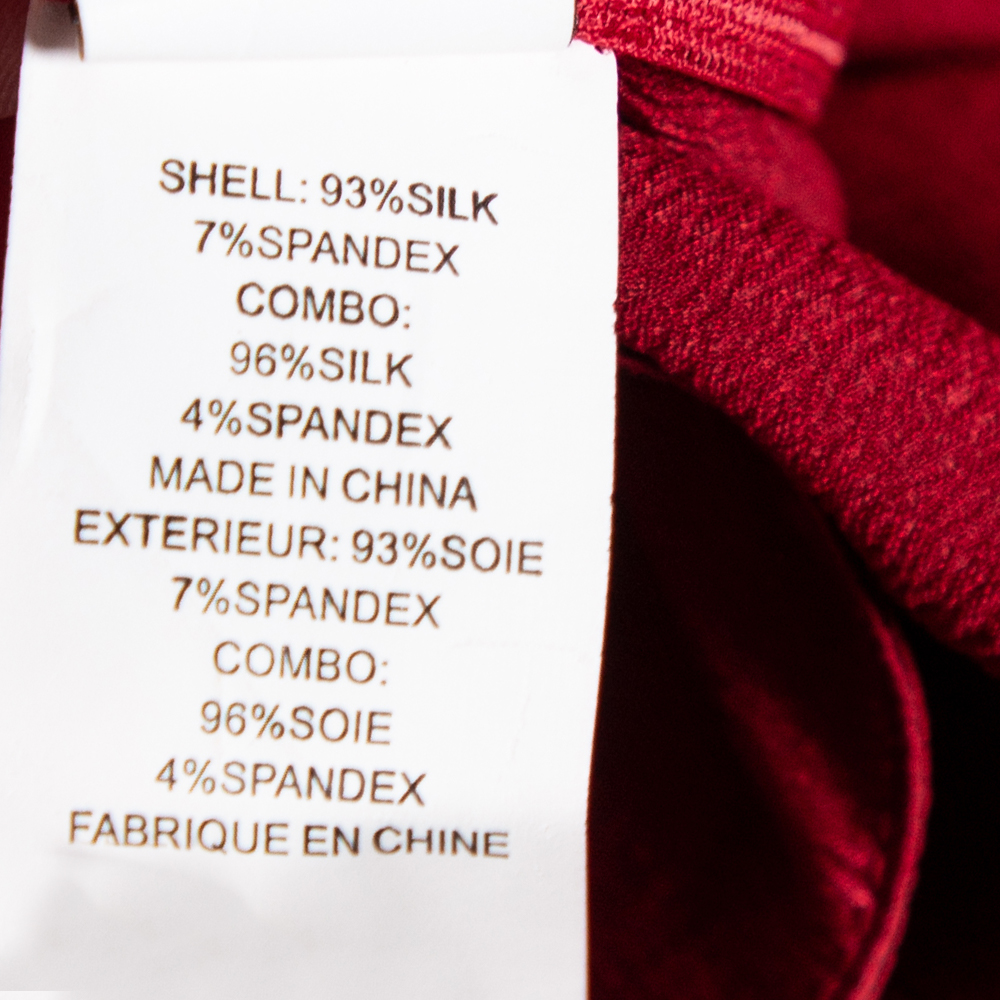 SHELL: 93%SILK
7%SPANDEX
COMBO:
96%SILK
4%SPANDEX
MADE IN CHINA
EXTERIEUR: 93%SOIE
7%SPANDEX
COMBO:
96%SOIE
4%SPANDEX
FABRIQUE EN CHINE